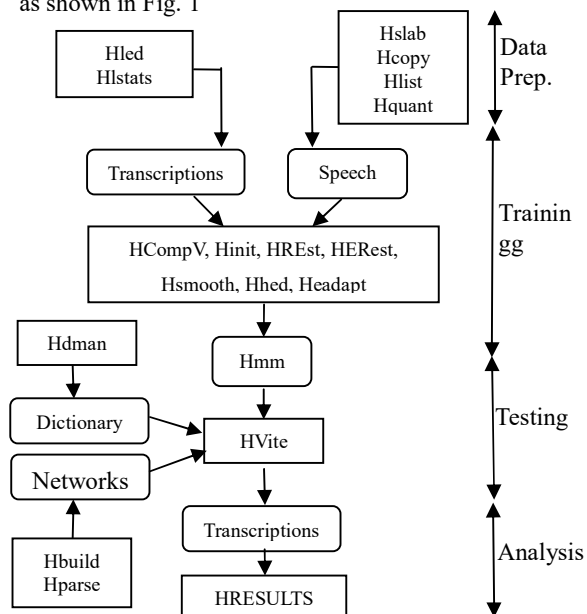 as shown in Fig. 1
Hled
Hlstats
Hslab
Hcopy
Hlist
Hquant
Data
Prep.
Transcriptions
Speech
Trainin
gg
HCompV, Hinit, HREst, HERest,
Hsmooth, Hhed, Headapt
Hdman
Hmm
Dictionary
HVite
Testing
Networks
Transcriptions
Hbuild
Hparse
Analysis
HRESULTS